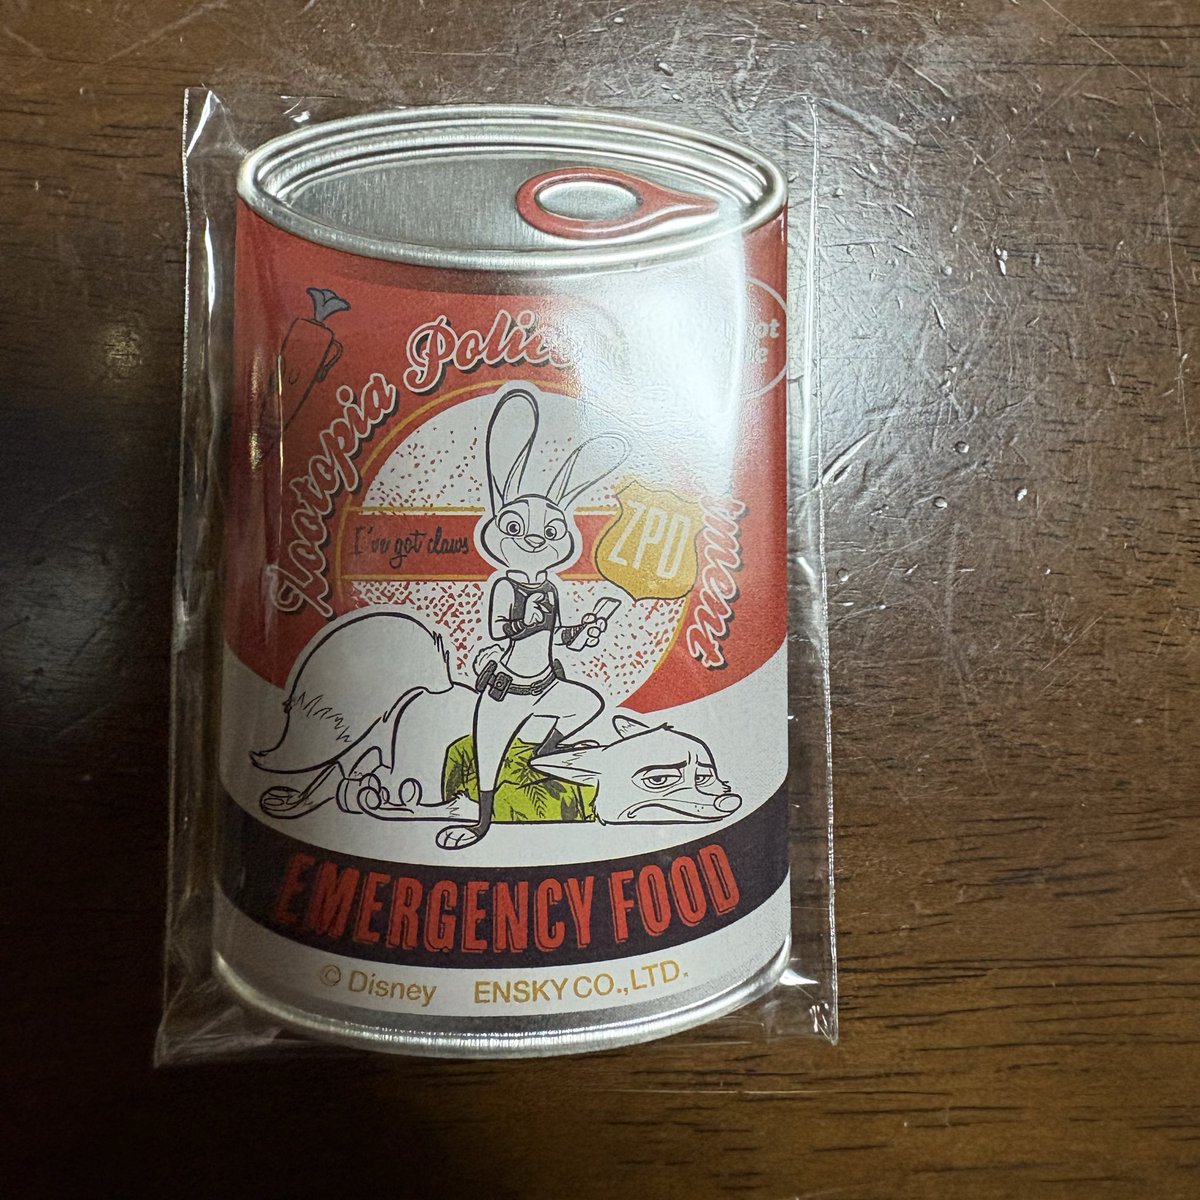 Zootopia Police
I've got claws
ZPD
EMERGENCY FOOD
© Disney ENSKY CO.,LTD.